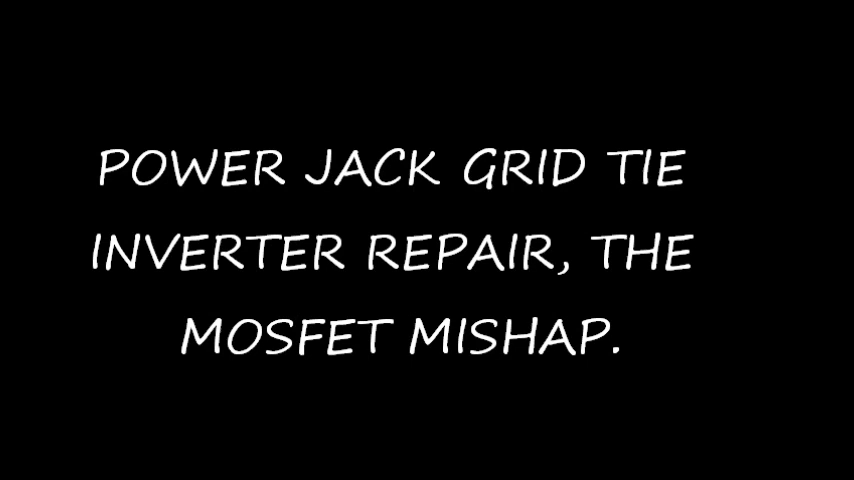 POWER JACK GRID TIE
INVERTER REPAIR, THE
MOSFET MISHAP.